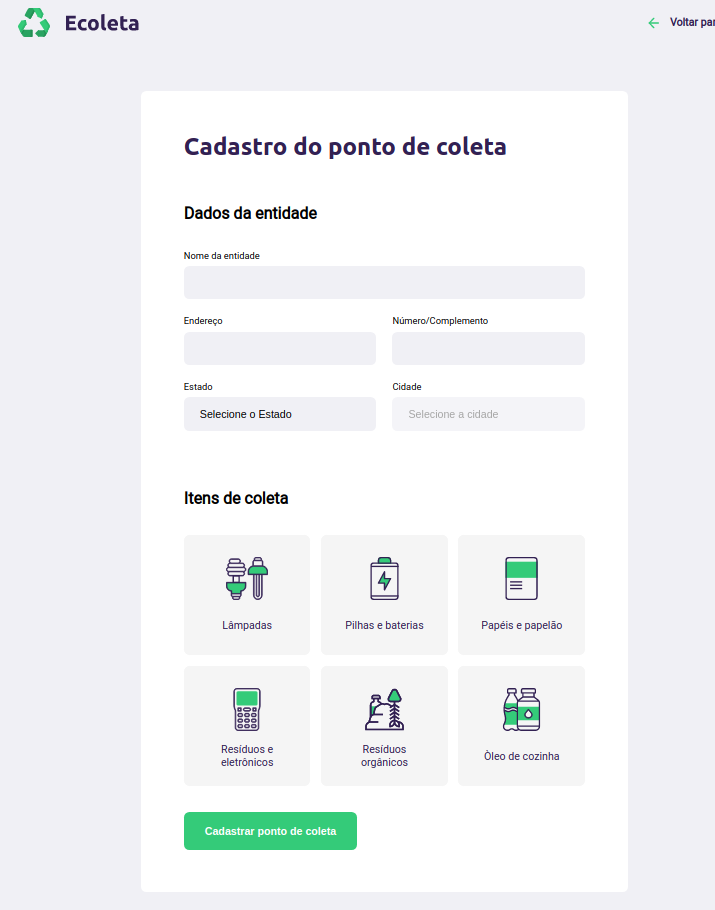 Ecoleta
Voltar
Cadastro do ponto de coleta
Dados da entidade
Nome da entidade
Endereço
Número/Complemento
Estado
Cidade
Selecione o Estado
Selecione a cidade
Itens de coleta
Lâmpadas
Pilhas e baterias
Papéis e papelão
Resíduos e
eletrônicos
Resíduos
orgânicos
Òleo de cozinha
Cadastrar ponto de coleta